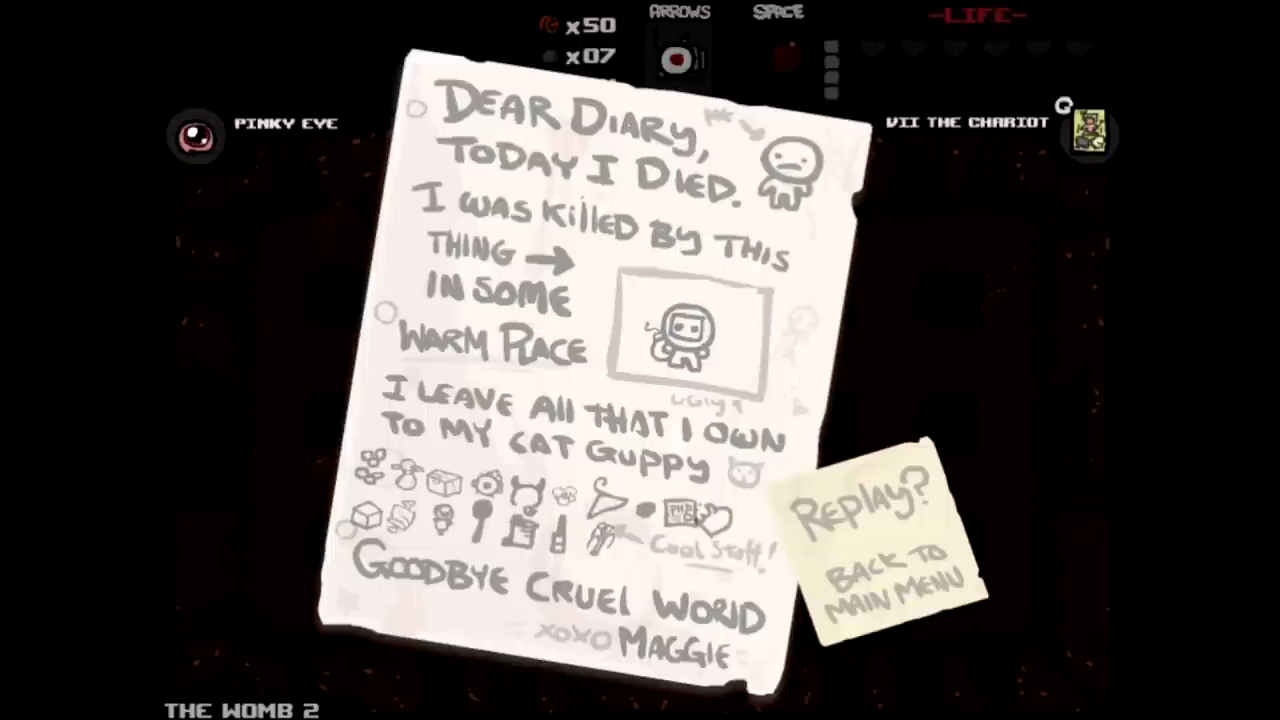 x50
ARROWS
SPACE
-LIFE-
x07
PINKY EYE
VII THE CHARIOT
Q
DEAR DIARY,
TODAY I DIED.
I WAS KILLED BY THIS
THING →
IN SOME
WARM PLACE
UGLY
I LEAVE ALL THAT I OWN
TO MY CAT GUPPY
COOL STUFF!
GOODBYE CRUEL WORLD
XOXO MAGGIE
REPLAY?
BACK TO
MAIN MENU
THE WOMB 2